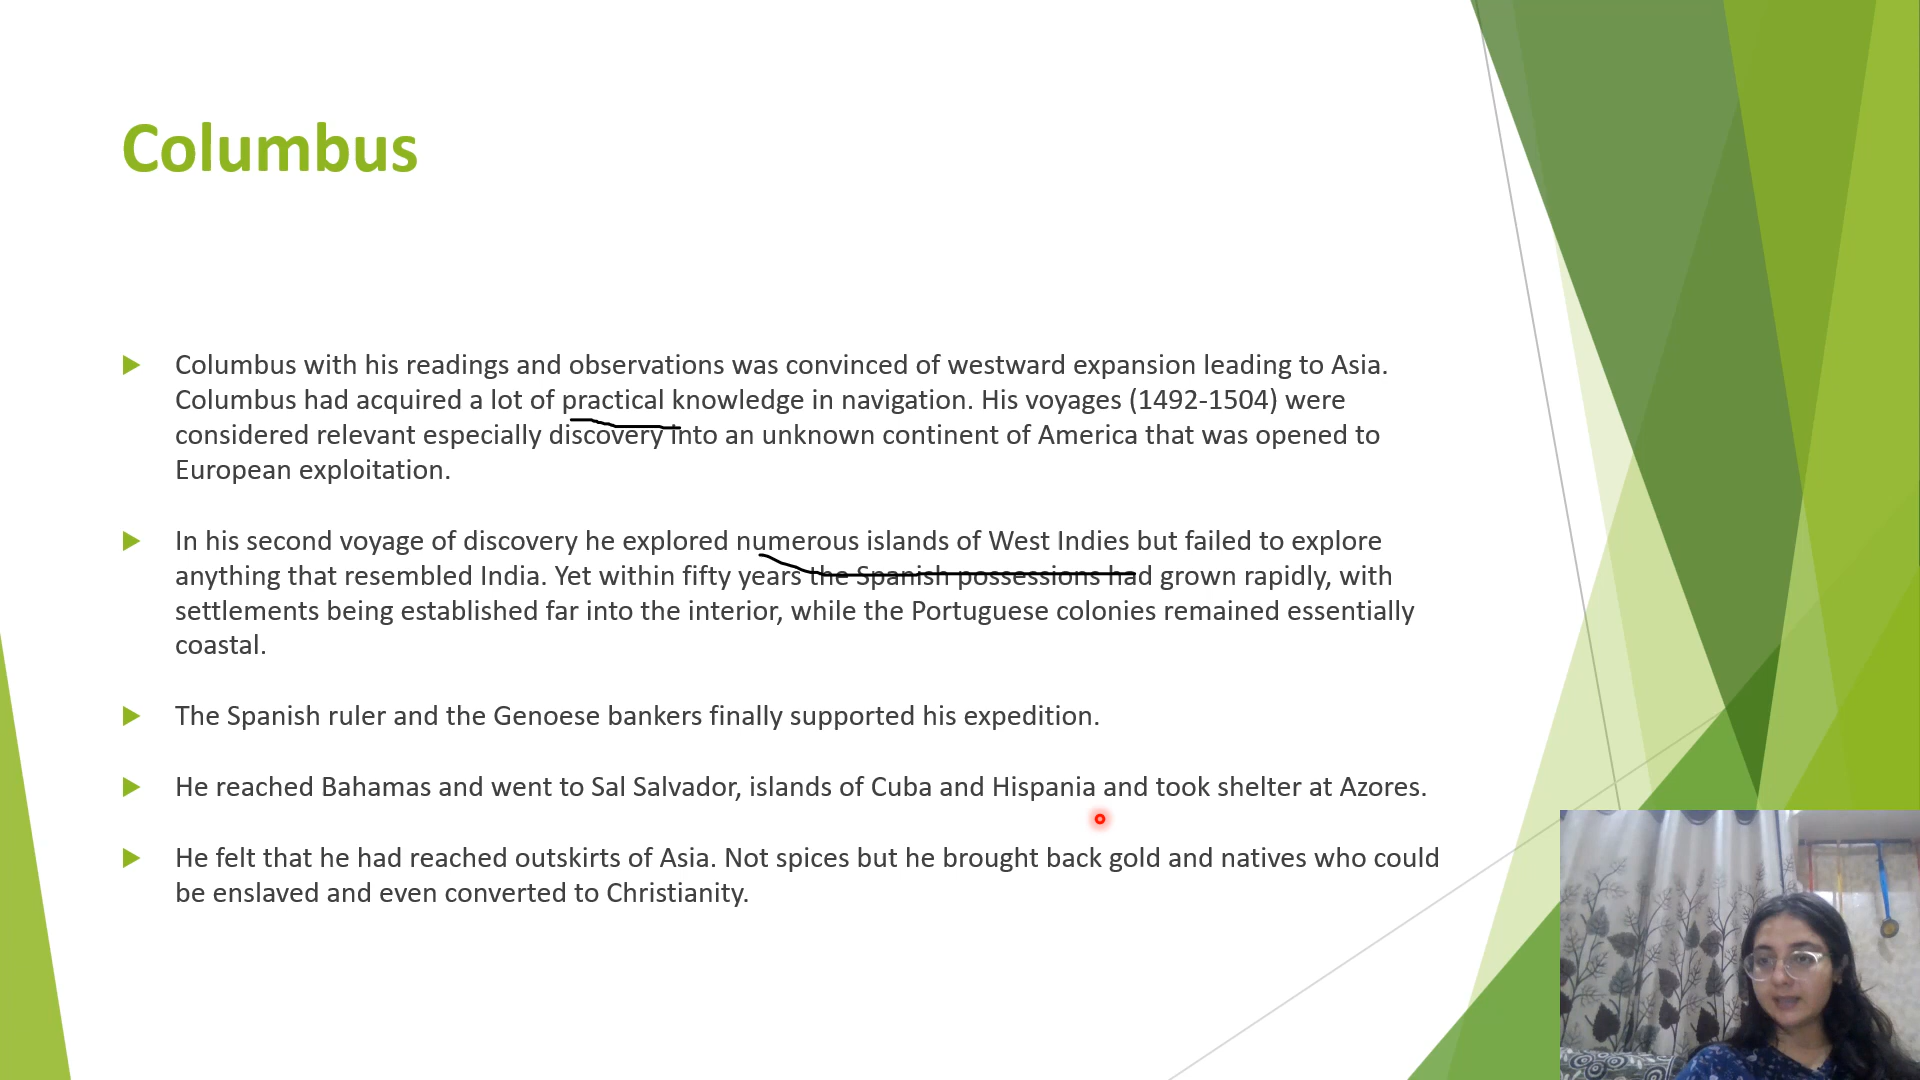 Columbus
Columbus with his readings and observations was convinced of westward expansion leading to Asia.
Columbus had acquired a lot of practical knowledge in navigation. His voyages (1492-1504) were
considered relevant especially discovery into an unknown continent of America that was opened to
European exploitation.
In his second voyage of discovery he explored numerous islands of West Indies but failed to explore
anything that resembled India. Yet within fifty years the Spanish possessions had grown rapidly, with
settlements being established far into the interior, while the Portuguese colonies remained essentially
coastal.
The Spanish ruler and the Genoese bankers finally supported his expedition.
He reached Bahamas and went to Sal Salvador, islands of Cuba and Hispania and took shelter at Azores.
He felt that he had reached outskirts of Asia. Not spices but he brought back gold and natives who could
be enslaved and even converted to Christianity.